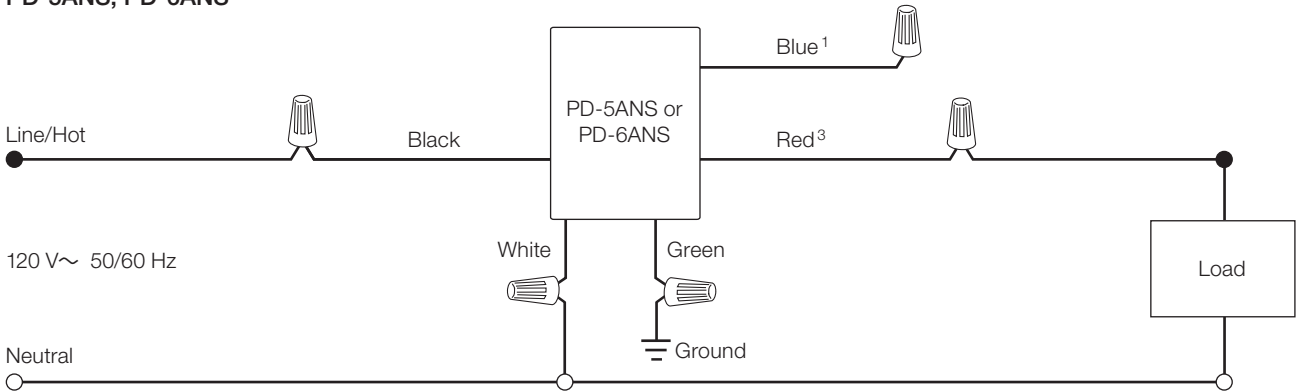 PD-5ANS, PD-6ANS
Blue 1
PD-5ANS or
PD-6ANS
Line/Hot
Black
Red 3
White
Green
120 V~ 50/60 Hz
Load
Neutral
Ground